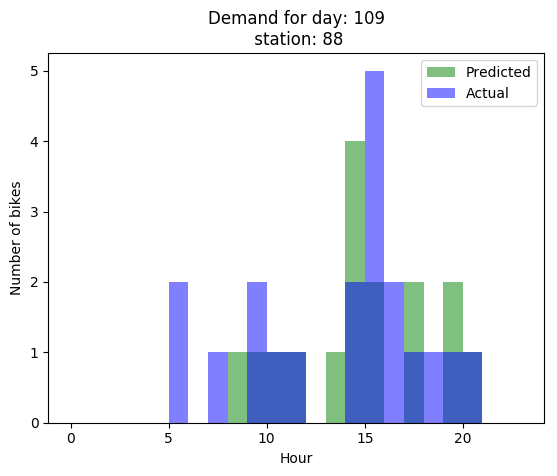 Demand for day: 109
station: 88
Predicted
Actual
Number of bikes
5
4
3
2
1
0
0
5
10
15
20
Hour